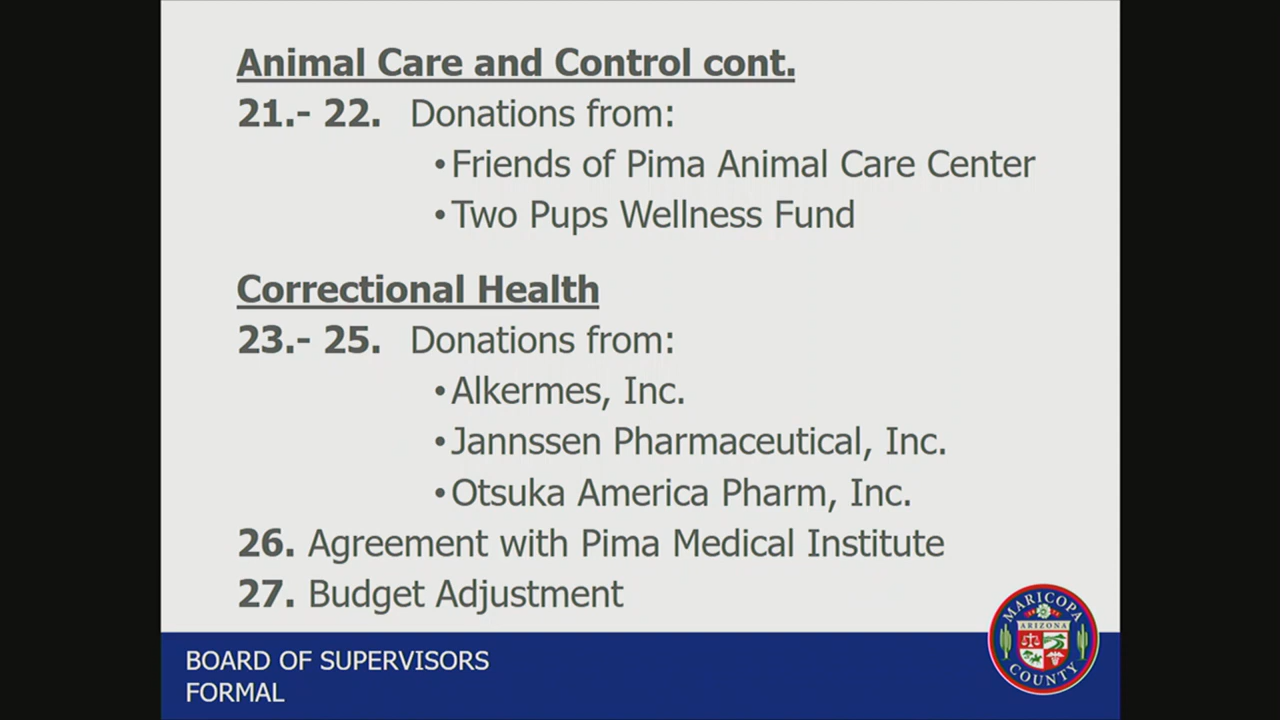 Animal Care and Control cont.
21.- 22. Donations from:
•Friends of Pima Animal Care Center
•Two Pups Wellness Fund
Correctional Health
23.- 25. Donations from:
•Alkermes, Inc.
•Jannssen Pharmaceutical, Inc.
•Otsuka America Pharm, Inc.
26. Agreement with Pima Medical Institute
27. Budget Adjustment
BOARD OF SUPERVISORS
FORMAL
MARICOPA
ARIZONA
COUNTY